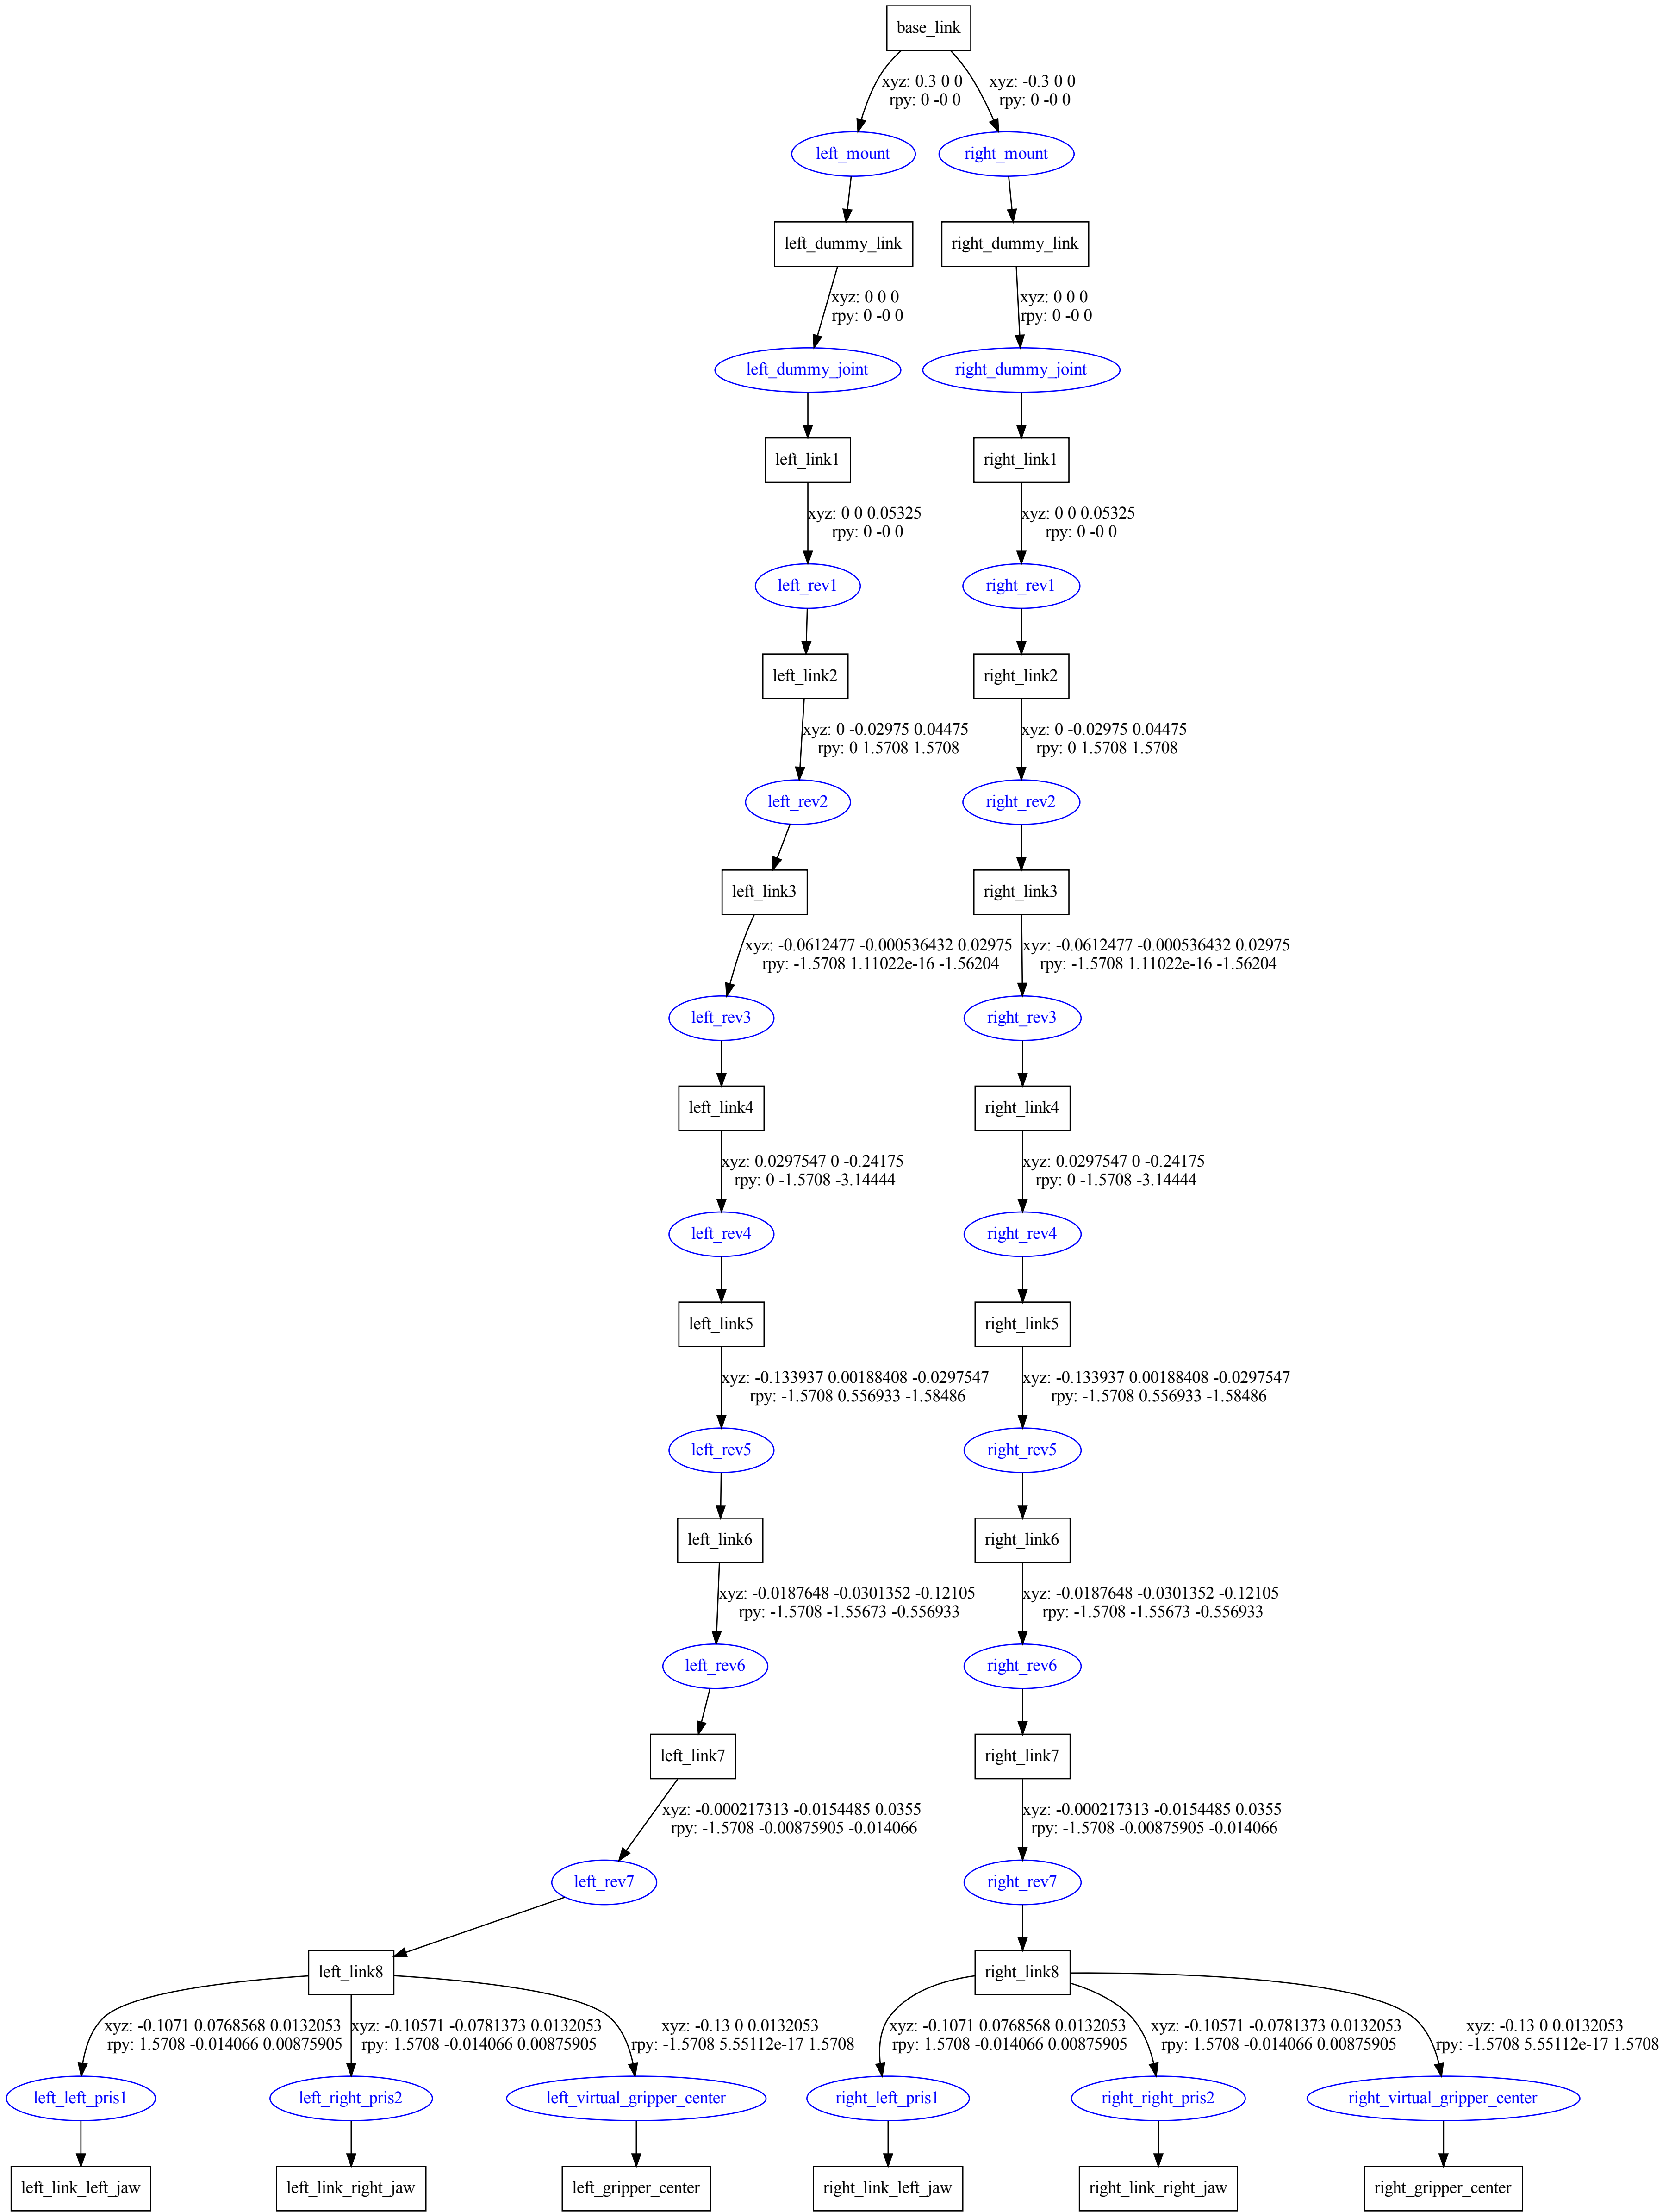 base_link
xyz: 0.3 0 0
rpy: 0 -0 0
xyz: -0.3 0 0
rpy: 0 -0 0
left_mount
right_mount
left_dummy_link
right_dummy_link
xyz: 0 0 0
rpy: 0 -0 0
xyz: 0 0 0
rpy: 0 -0 0
left_dummy_joint
right_dummy_joint
left_link1
right_link1
xyz: 0 0 0.05325
rpy: 0 -0 0
xyz: 0 0 0.05325
rpy: 0 -0 0
left_rev1
right_rev1
left_link2
right_link2
xyz: 0 -0.02975 0.04475
rpy: 0 1.5708 1.5708
xyz: 0 -0.02975 0.04475
rpy: 0 1.5708 1.5708
left_rev2
right_rev2
left_link3
right_link3
xyz: -0.0612477 -0.000536432 0.02975
rpy: -1.5708 1.11022e-16 -1.56204
xyz: -0.0612477 -0.000536432 0.02975
rpy: -1.5708 1.11022e-16 -1.56204
left_rev3
right_rev3
left_link4
right_link4
xyz: 0.0297547 0 -0.24175
rpy: 0 -1.5708 -3.14444
xyz: 0.0297547 0 -0.24175
rpy: 0 -1.5708 -3.14444
left_rev4
right_rev4
left_link5
right_link5
xyz: -0.133937 0.00188408 -0.0297547
rpy: -1.5708 0.556933 -1.58486
xyz: -0.133937 0.00188408 -0.0297547
rpy: -1.5708 0.556933 -1.58486
left_rev5
right_rev5
left_link6
right_link6
xyz: -0.0187648 -0.0301352 -0.12105
rpy: -1.5708 -1.55673 -0.556933
xyz: -0.0187648 -0.0301352 -0.12105
rpy: -1.5708 -1.55673 -0.556933
left_rev6
right_rev6
left_link7
right_link7
xyz: -0.000217313 -0.0154485 0.0355
rpy: -1.5708 -0.00875905 -0.014066
xyz: -0.000217313 -0.0154485 0.0355
rpy: -1.5708 -0.00875905 -0.014066
left_rev7
right_rev7
left_link8
right_link8
xyz: -0.1071 0.0768568 0.0132053
rpy: 1.5708 -0.014066 0.00875905
xyz: -0.10571 -0.0781373 0.0132053
rpy: 1.5708 -0.014066 0.00875905
xyz: -0.13 0 0.0132053
rpy: -1.5708 5.55112e-17 1.5708
xyz: -0.1071 0.0768568 0.0132053
rpy: 1.5708 -0.014066 0.00875905
xyz: -0.10571 -0.0781373 0.0132053
rpy: 1.5708 -0.014066 0.00875905
xyz: -0.13 0 0.0132053
rpy: -1.5708 5.55112e-17 1.5708
left_left_pris1
left_right_pris2
left_virtual_gripper_center
right_left_pris1
right_right_pris2
right_virtual_gripper_center
left_link_left_jaw
left_link_right_jaw
left_gripper_center
right_link_left_jaw
right_link_right_jaw
right_gripper_center